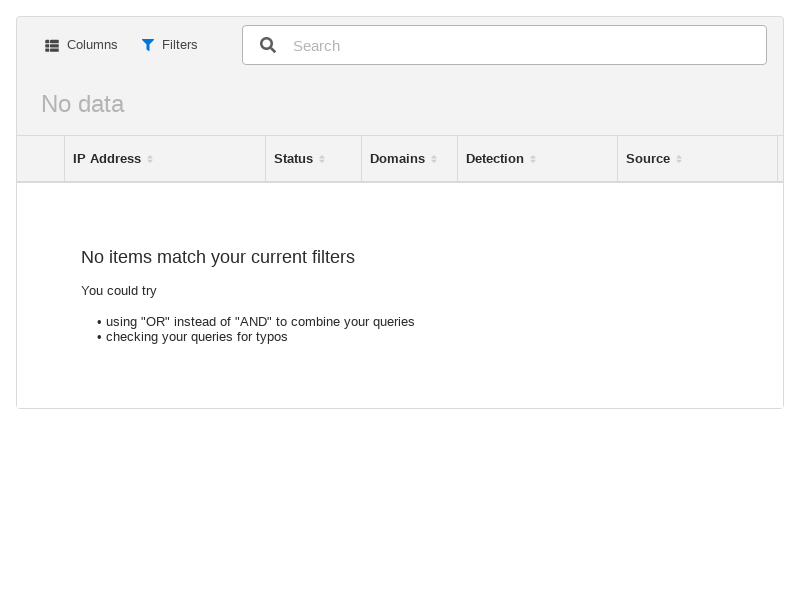 Columns Filters Search
No data
IP Address Status Domains Detection Source
No items match your current filters
You could try
• using "OR" instead of "AND" to combine your queries
• checking your queries for typos